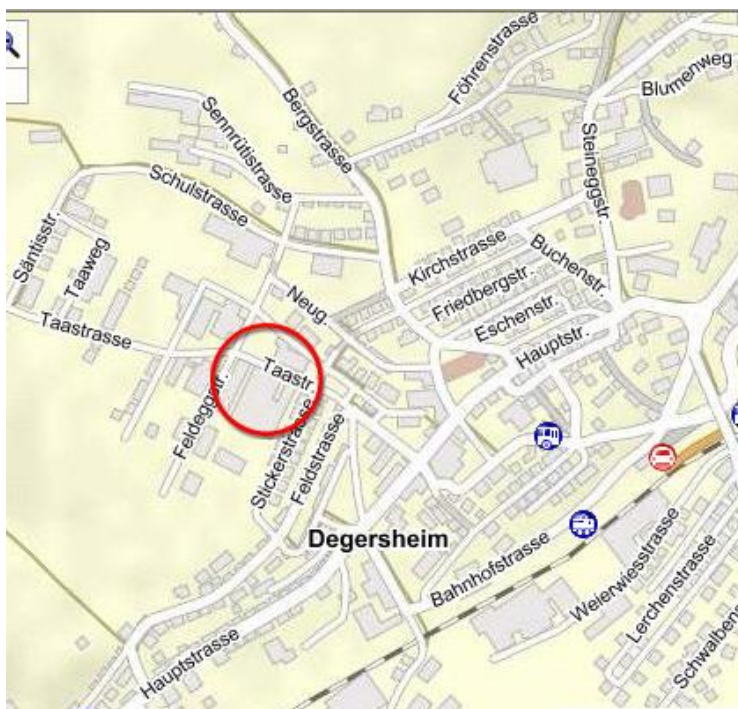 Blumenweg
Föhrenstrasse
Bergstrasse
Sennrütistrasse
Steineggstr.
Schulstrasse
Kirchstrasse
Buchenstr.
Säntisstr.
Taaweg
Friedbergstr.
Neug.
Eschenstr.
Taastrasse
Hauptstr.
Taastr.
Feldeggstr.
Stickerstrasse
Feldstrasse
Degersheim
Bahnhofstrasse
Weierwiesstrasse
Lerchenstrasse
Hauptstrasse
Schwalben